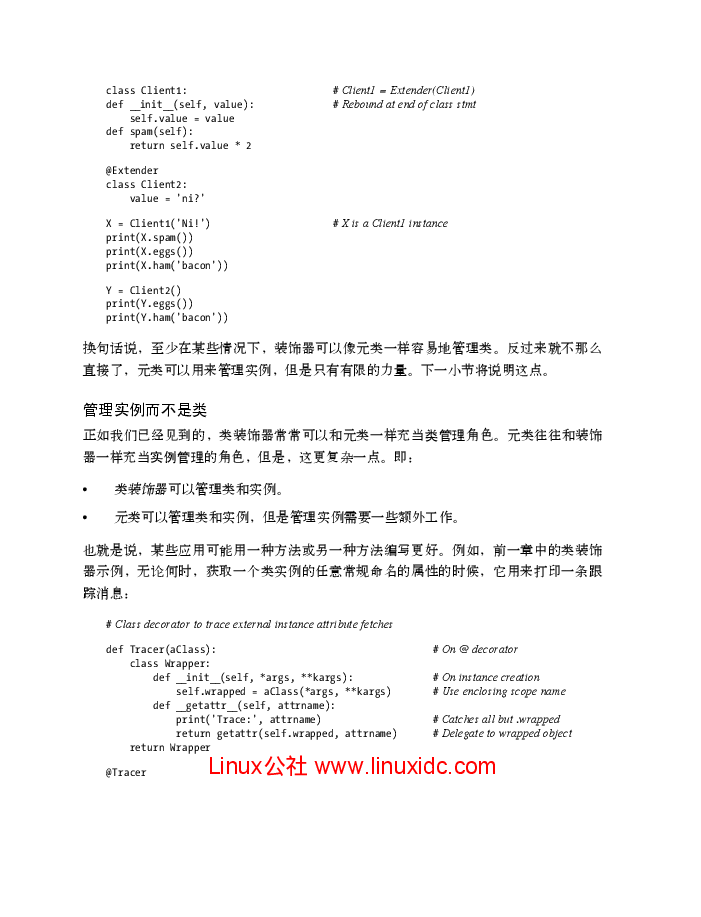 class Client1: # Client1 = Extender(Client1)
def __init__(self, value): # Rebound at end of class stmt
self.value = value
def spam(self):
return self.value * 2
@Extender
class Client2:
value = 'ni?'
X = Client1('Ni!') # X is a Client1 instance
print(X.spam())
print(X.eggs())
print(X.ham('bacon'))
Y = Client2()
print(Y.eggs())
print(Y.ham('bacon'))
换句话说，至少在某些情况下，装饰器可以像元类一样容易地管理类。反过来就不那么
直接了，元类可以用来管理实例，但是只有有限的力量。下一小节将说明这点。
管理实例而不是类
正如我们已经见到的，类装饰器常常可以和元类一样充当类管理角色。元类往往和装饰
器一样充当实例管理的角色，但是，这更复杂一点。即：
• 类装饰器可以管理类和实例。
• 元类可以管理类和实例，但是管理实例需要一些额外工作。
也就是说，某些应用可能用一种方法或另一种方法编写更好。例如，前一章中的类装饰
器示例，无论何时，获取一个类实例的任意常规命名的属性的时候，它用来打印一条跟
踪消息：
# Class decorator to trace external instance attribute fetches
def Tracer(aClass): # On @ decorator
class Wrapper:
def __init__(self, *args, **kargs): # On instance creation
self.wrapped = aClass(*args, **kargs) # Use enclosing scope name
def __getattr__(self, attrname):
print('Trace:', attrname) # Catches all but .wrapped
return getattr(self.wrapped, attrname) # Delegate to wrapped object
return Wrapper
@Tracer
Linux公社 www.linuxidc.com